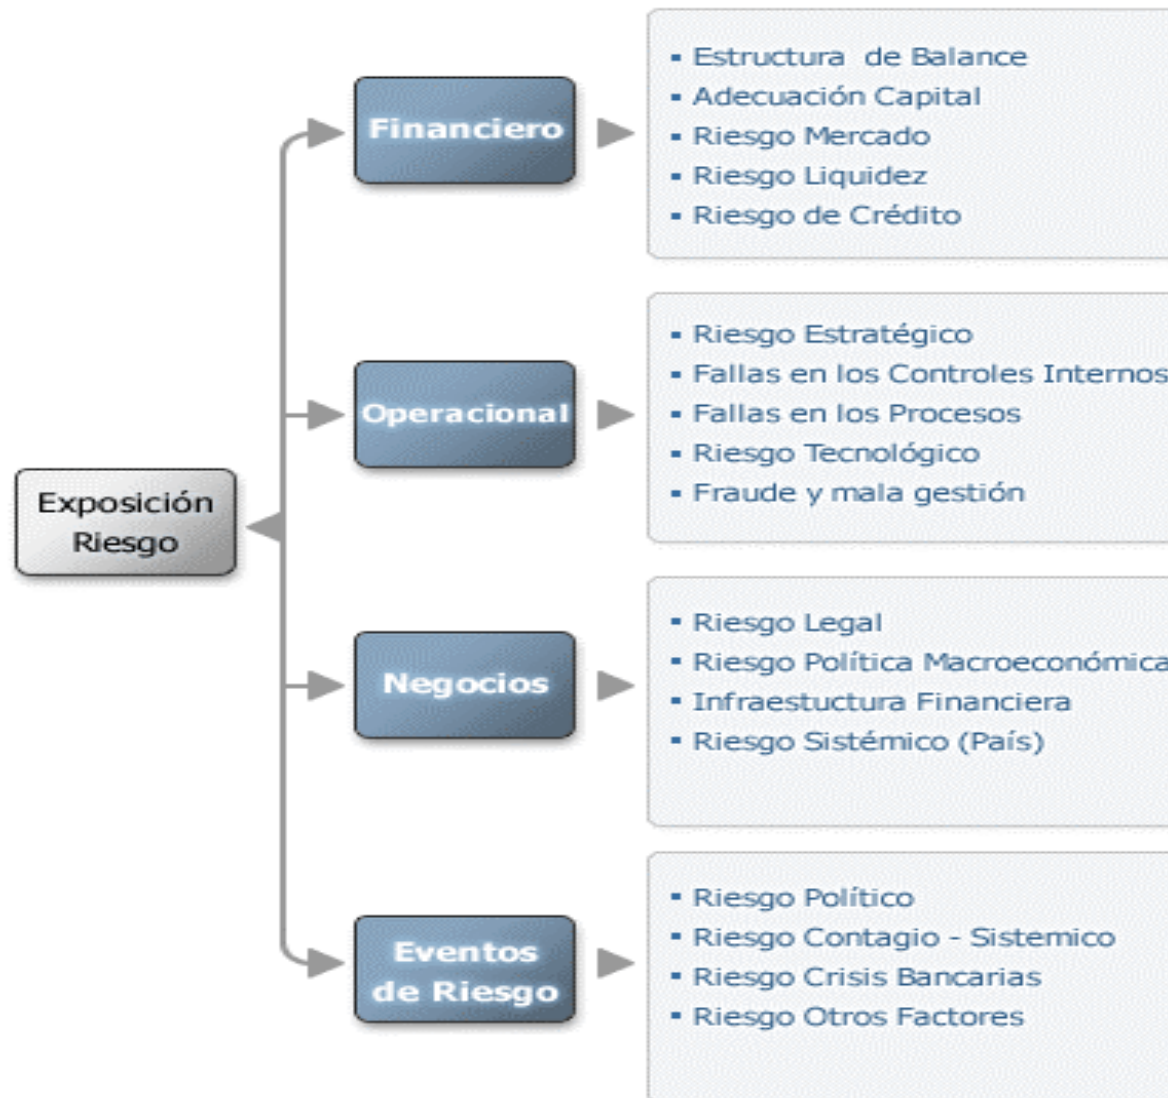 Exposición
Riesgo
Financiero
Estructura de Balance
Adecuación Capital
Riesgo Mercado
Riesgo Liquidez
Riesgo de Crédito
Operacional
Riesgo Estratégico
Fallas en los Controles Internos
Fallas en los Procesos
Riesgo Tecnológico
Fraude y mala gestión
Negocios
Riesgo Legal
Riesgo Política Macroeconómica
Infraestuctura Financiera
Riesgo Sistémico (País)
Eventos
de Riesgo
Riesgo Político
Riesgo Contagio - Sistemico
Riesgo Crisis Bancarias
Riesgo Otros Factores